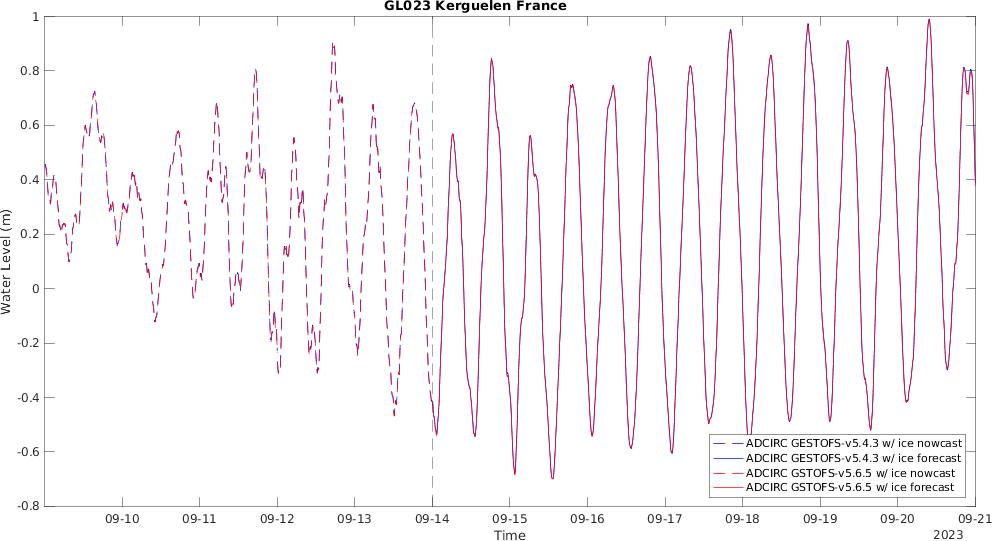 GL023 Kerguelen France
Water Level (m)
1
0.8
0.6
0.4
0.2
0
-0.2
-0.4
-0.6
-0.8
ADCIRC GESTOFS-v5.4.3 w/ ice nowcast
ADCIRC GESTOFS-v5.4.3 w/ ice forecast
ADCIRC GSTOFS-v5.6.5 w/ ice nowcast
ADCIRC GSTOFS-v5.6.5 w/ ice forecast
09-10 09-11 09-12 09-13 09-14 09-15 09-16 09-17 09-18 09-19 09-20 09-21
Time
2023